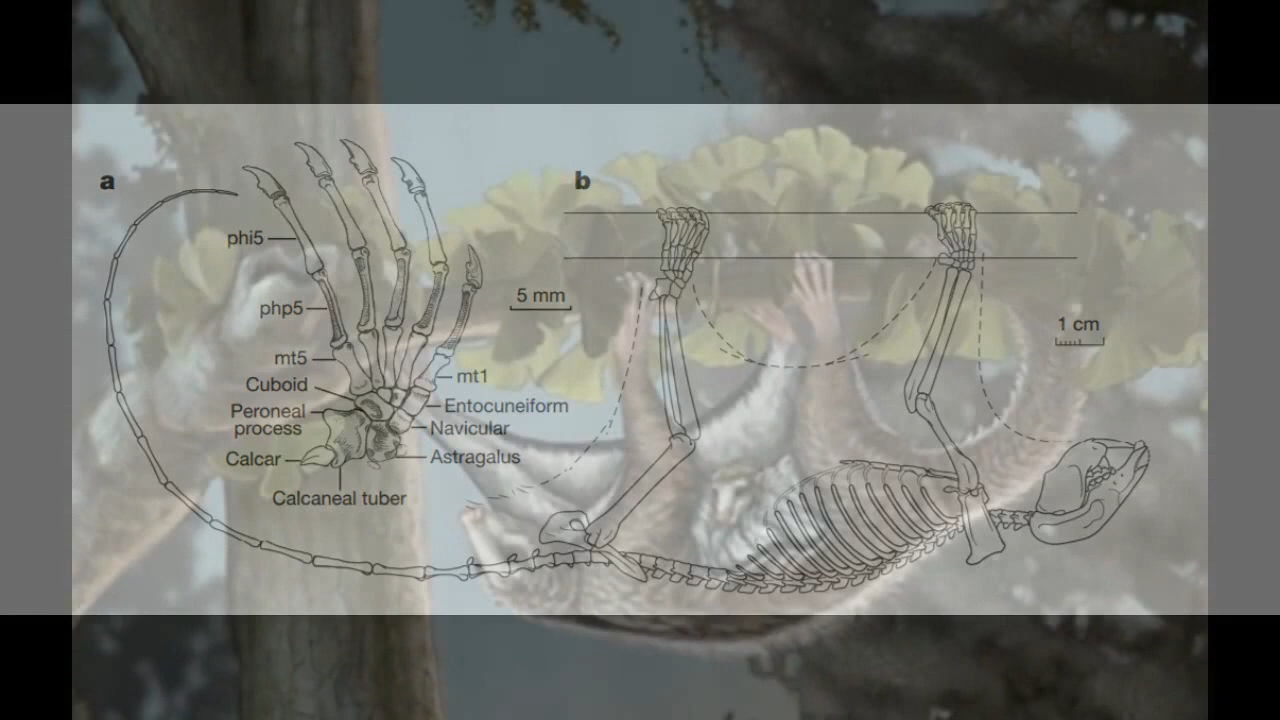 a
phi5
php5
mt5
Cuboid
Peroneal
process
Calcar
Calcaneal tuber
mt1
Entocuneiform
Navicular
Astragalus
5 mm
b
1 cm